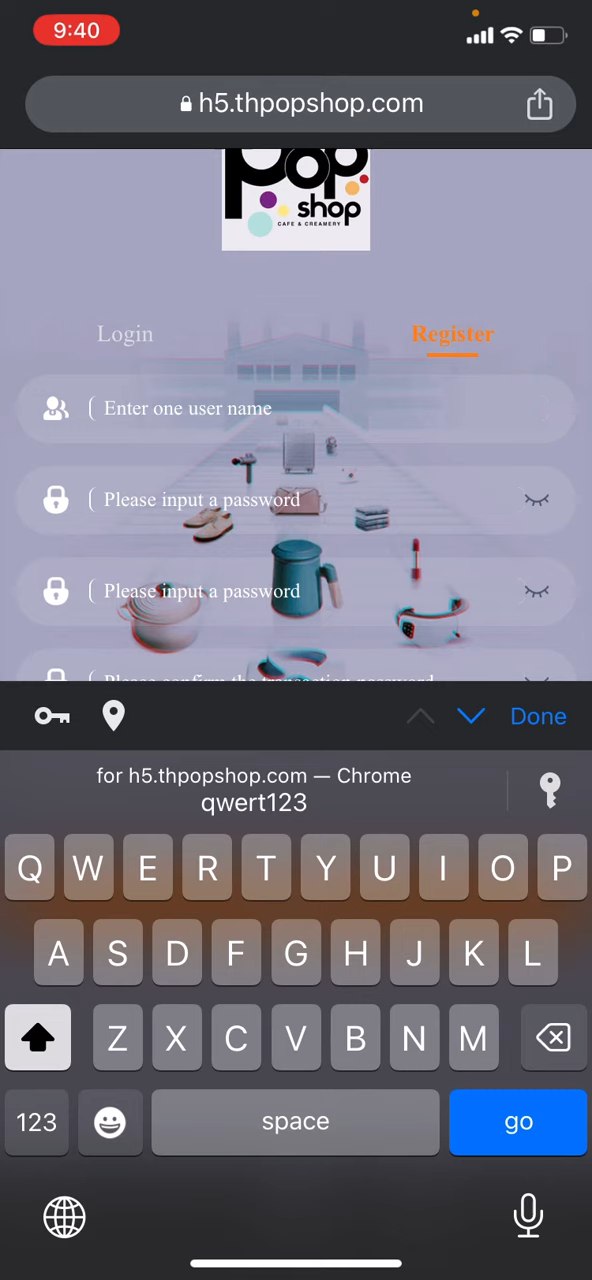 9:40
h5.thpopshop.com
pop
shop
CAFE & CREAMERY
Login
Register
Enter one user name
Please input a password
Please input a password
Please confirm the transaction password
Done
for h5.thpopshop.com — Chrome
qwert123
Q W E R T Y U I O P
A S D F G H J K L
Z X C V B N M
123
space
go